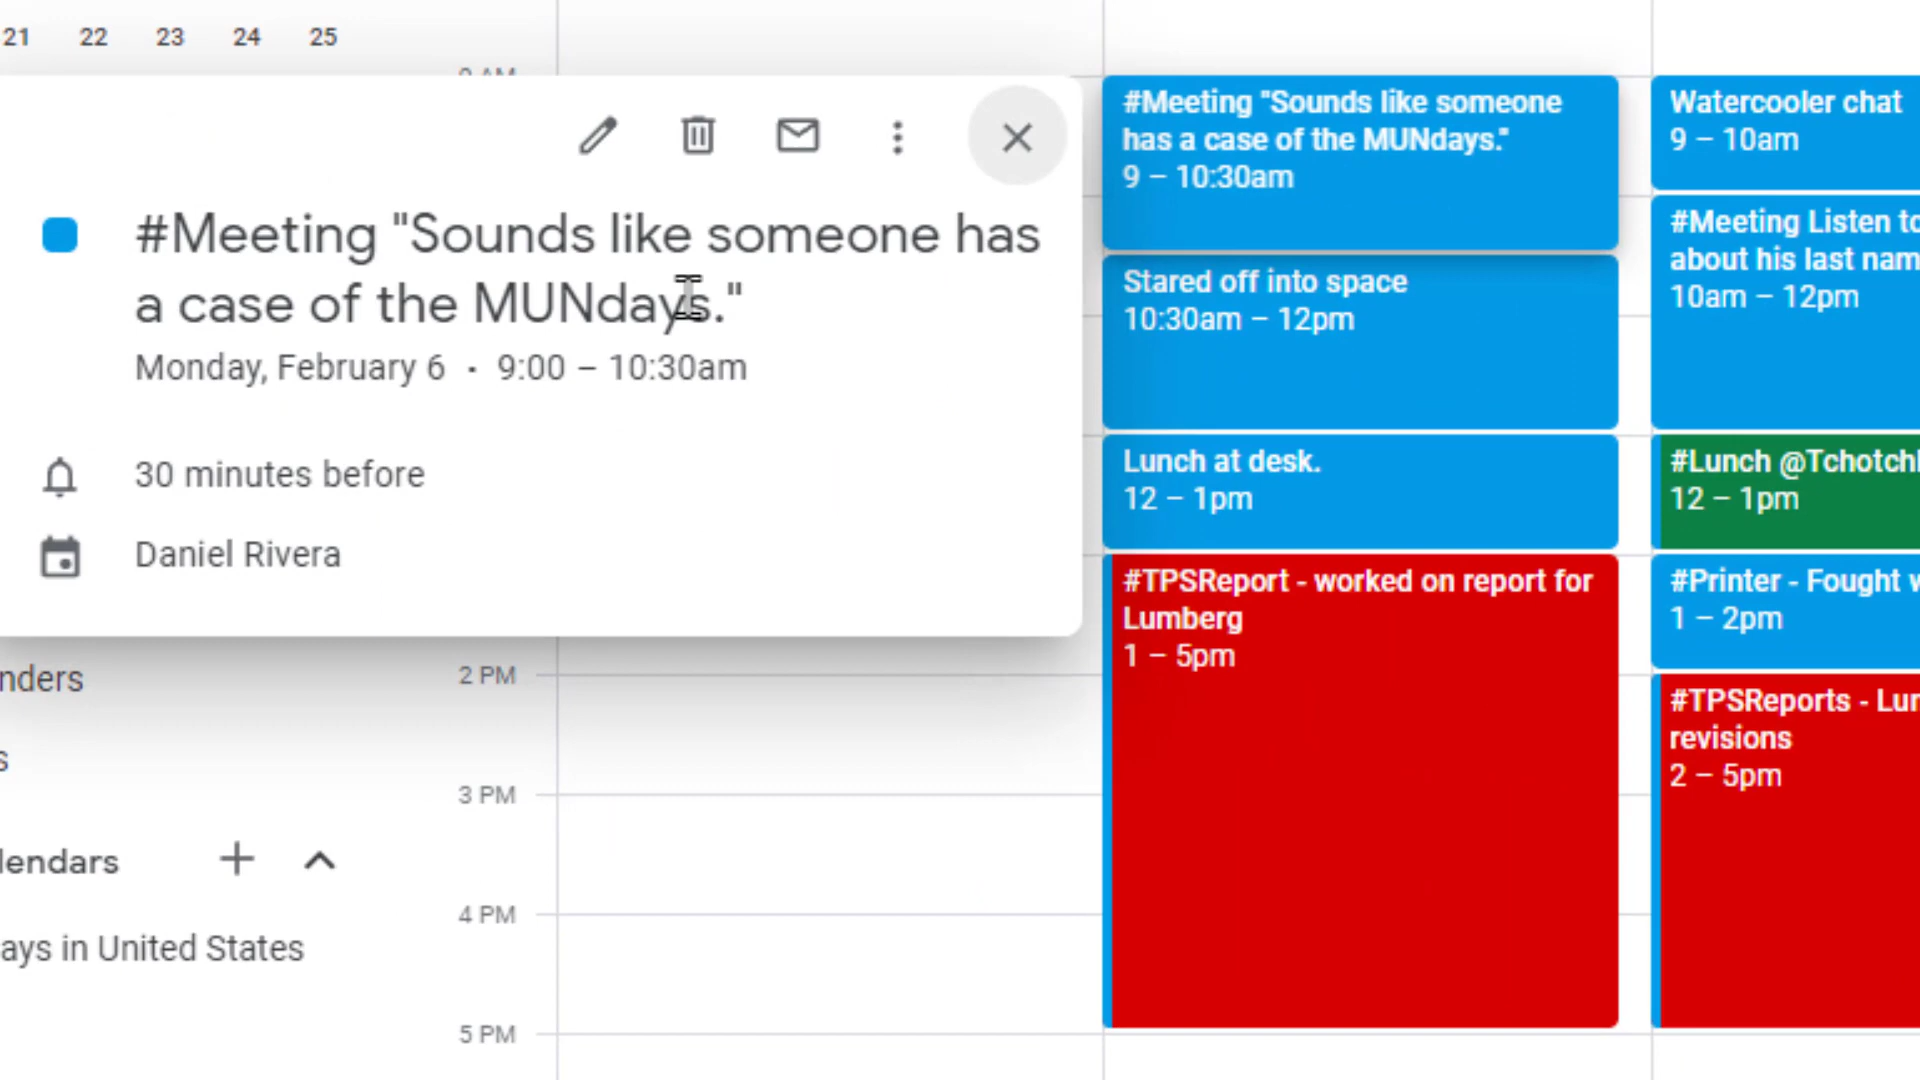 21 22 23 24 25
#Meeting "Sounds like someone has
a case of the MUNdays."
Monday, February 6 • 9:00 – 10:30am
30 minutes before
Daniel Rivera
nders
s
lendars
ays in United States
2 PM
3 PM
4 PM
5 PM
#Meeting "Sounds like someone
has a case of the MUNdays."
9 – 10:30am
Stared off into space
10:30am – 12pm
Lunch at desk.
12 – 1pm
#TPSReport - worked on report for
Lumberg
1 – 5pm
Watercooler chat
9 – 10am
#Meeting Listen to
about his last nam
10am – 12pm
#Lunch @Tchotch
12 – 1pm
#Printer - Fought w
1 – 2pm
#TPSReports - Lu
revisions
2 – 5pm